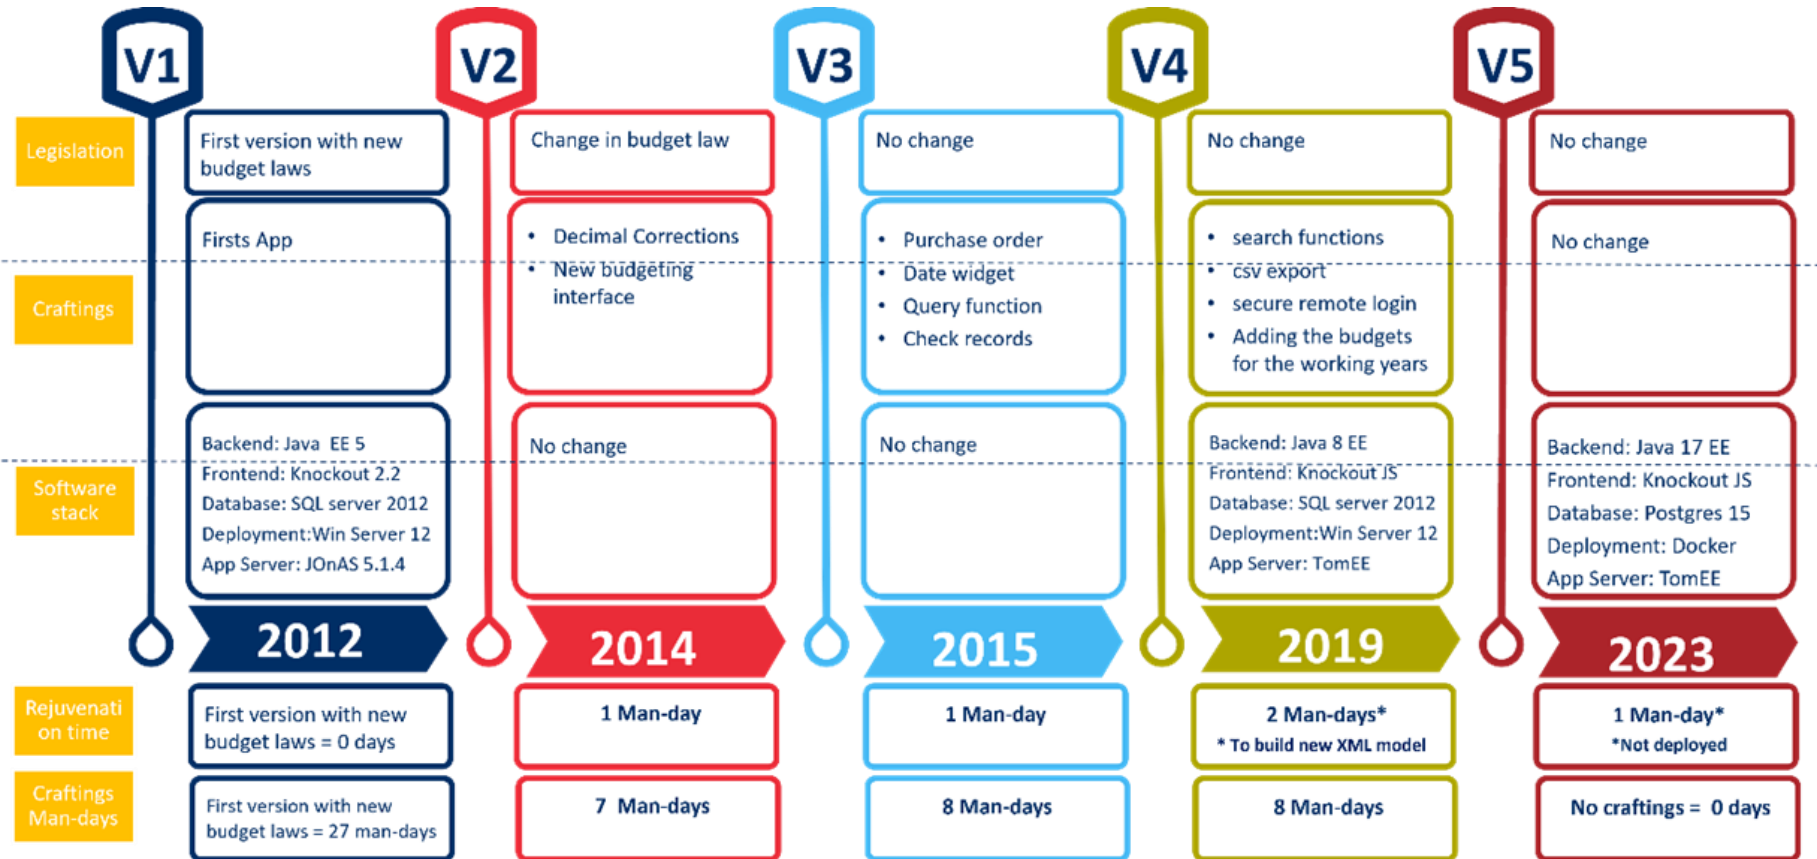 V1
V2
V3
V4
V5
Legislation
First version with new
budget laws
Change in budget law
No change
No change
No change
Craftings
Firsts App
• Decimal Corrections
• New budgeting
interface
• Purchase order
• Date widget
• Query function
• Check records
• search functions
• csv export
• secure remote login
• Adding the budgets
for the working years
No change
Software
stack
Backend: Java EE 5
Frontend: Knockout 2.2
Database: SQL server 2012
Deployment:Win Server 12
App Server: JOnAS 5.1.4
No change
No change
Backend: Java 8 EE
Frontend: Knockout JS
Database: SQL server 2012
Deployment:Win Server 12
App Server: TomEE
Backend: Java 17 EE
Frontend: Knockout JS
Database: Postgres 15
Deployment: Docker
App Server: TomEE
2012
2014
2015
2019
2023
Rejuvenati
on time
First version with new
budget laws = 0 days
1 Man-day
1 Man-day
2 Man-days*
* To build new XML model
1 Man-day*
*Not deployed
Craftings
Man-days
First version with new
budget laws = 27 man-days
7 Man-days
8 Man-days
8 Man-days
No craftings = 0 days